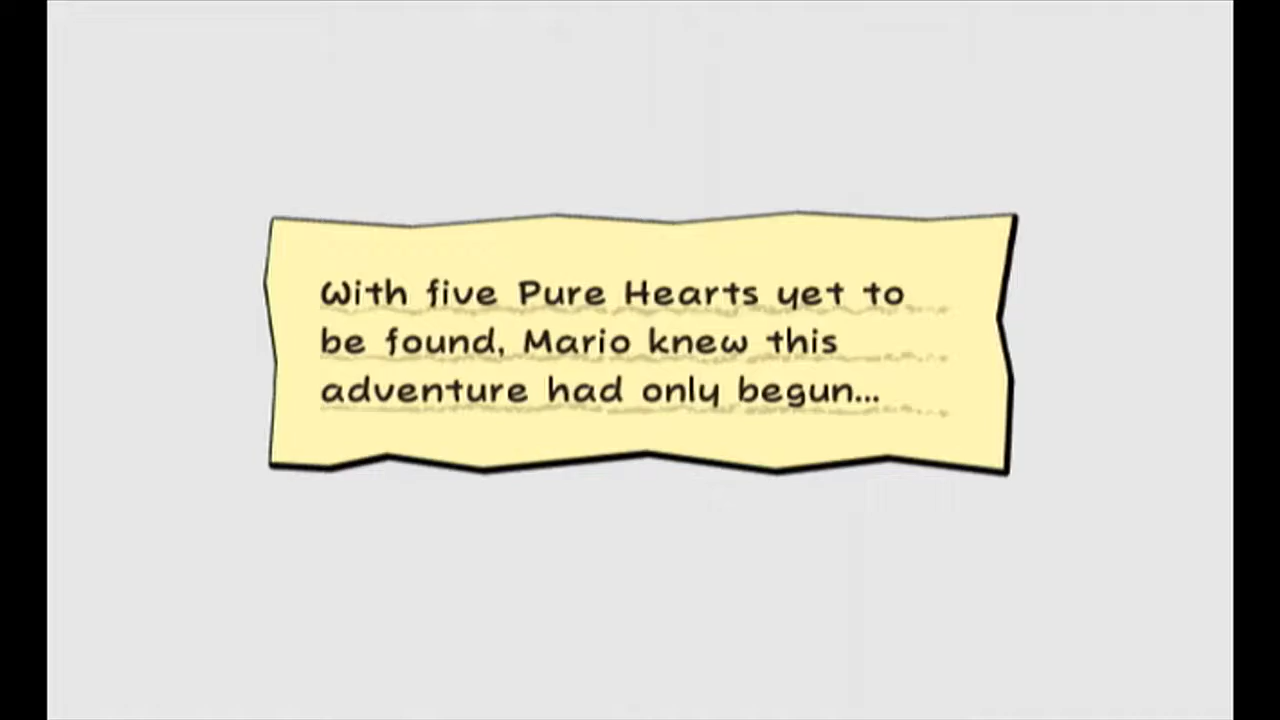 With five Pure Hearts yet to
be found, Mario knew this
adventure had only begun...